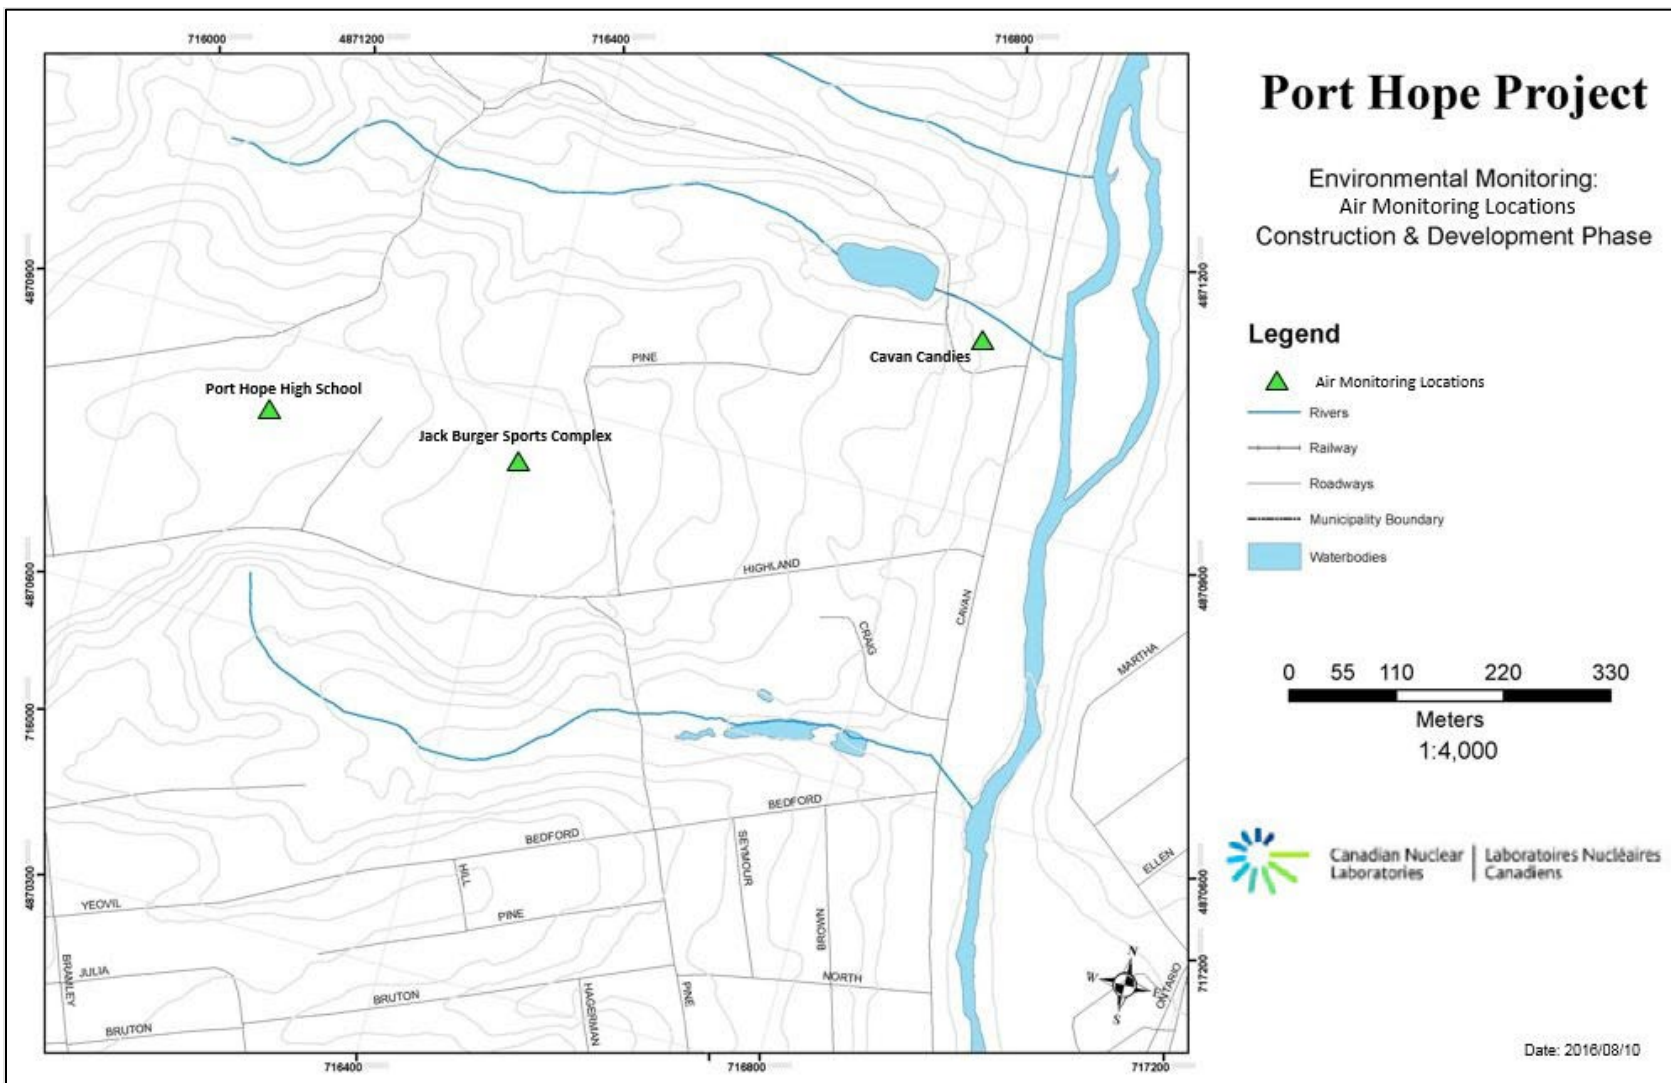 716000
4871200
716400
716800
4870900
4870600
716000
4870300
4871200
4870900
4870600
717200
716400
716800
717200
Port Hope High School
Jack Burger Sports Complex
PINE
Cavan Candies
HIGHLAND
CRAIG
CAVAN
MARTHA
BEDFORD
BEDFORD
SEYMOUR
ELLEN
HILL
YEOVIL
PINE
BROWN
BRAMLEY
JULIA
NORTH
BRUTON
HAGERMAN
PINE
BRUTON
ONTARIO
N
W
E
S
Port Hope Project
Environmental Monitoring:
Air Monitoring Locations
Construction & Development Phase
Legend
Air Monitoring Locations
Rivers
Railway
Roadways
Municipality Boundary
Waterbodies
0 55 110 220 330
Meters
1:4,000
Canadian Nuclear
Laboratories
Laboratoires Nucléaires
Canadiens
Date: 2016/08/10